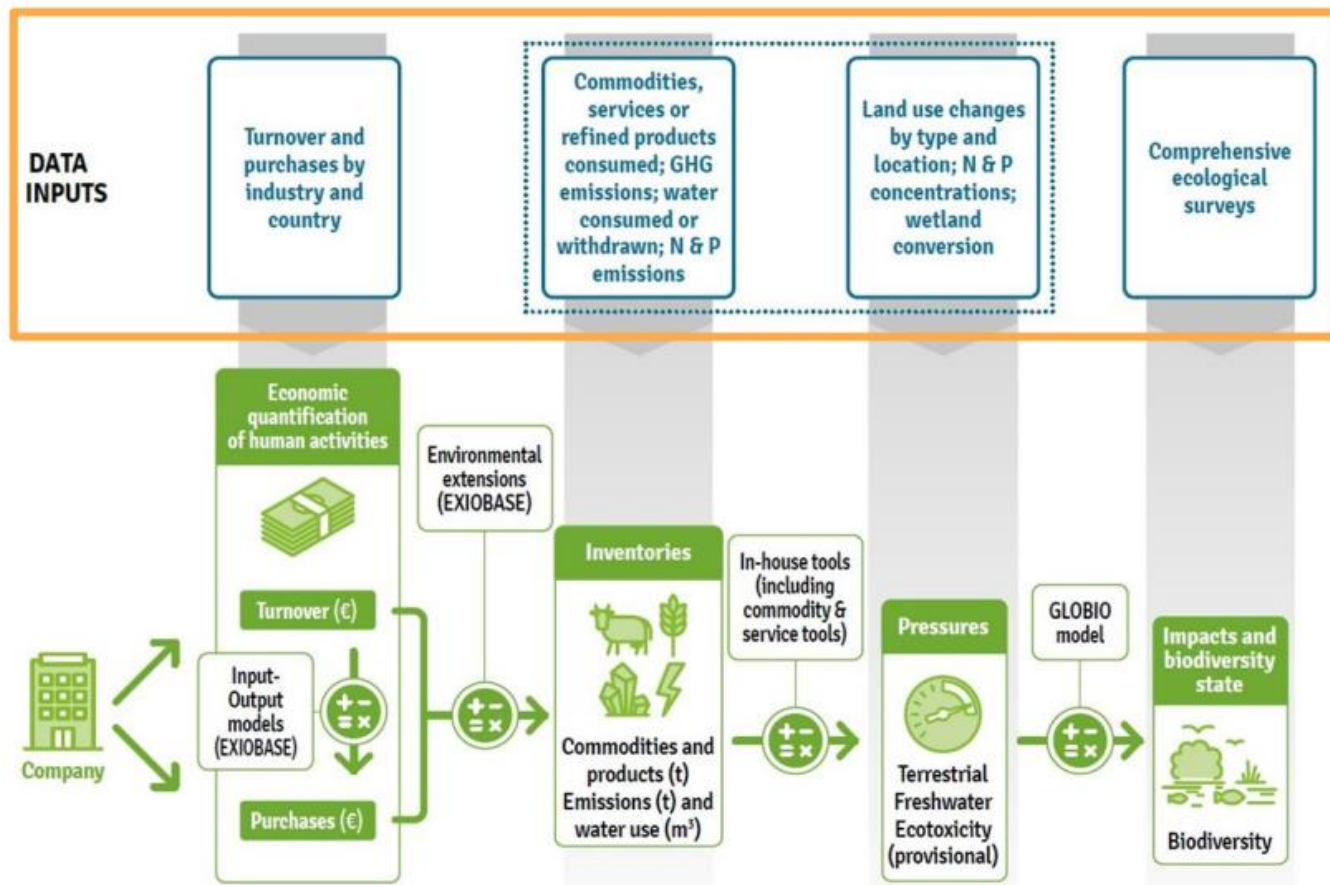 DATA
INPUTS
Turnover and
purchases by
industry and
country
Commodities,
services or
refined products
consumed; GHG
emissions; water
consumed or
withdrawn; N & P
emissions
Land use changes
by type and
location; N & P
concentrations;
wetland
conversion
Comprehensive
ecological
surveys
Economic
quantification
of human activities
Turnover (€)
Input-
Output
models
(EXIOBASE)
Purchases (€)
Company
Environmental
extensions
(EXIOBASE)
Inventories
Commodities and
products (t)
Emissions (t) and
water use (m³)
In-house tools
(including
commodity &
service tools)
Pressures
Terrestrial
Freshwater
Ecotoxicity
(provisional)
GLOBIO
model
Impacts and
biodiversity
state
Biodiversity